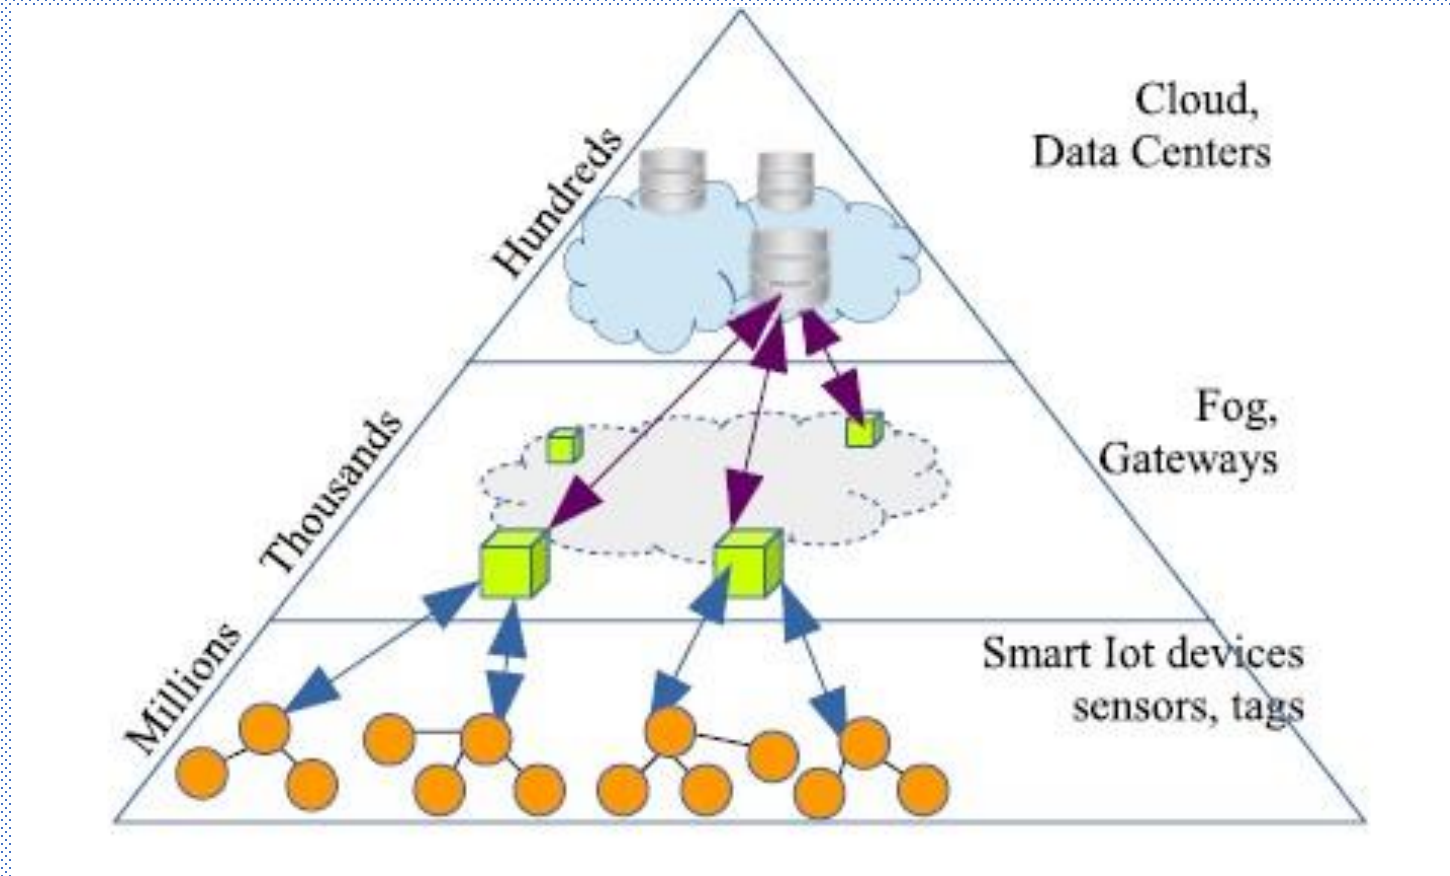 Hundreds
Cloud,
Data Centers
Thousands
Fog,
Gateways
Millions
Smart Iot devices
sensors, tags